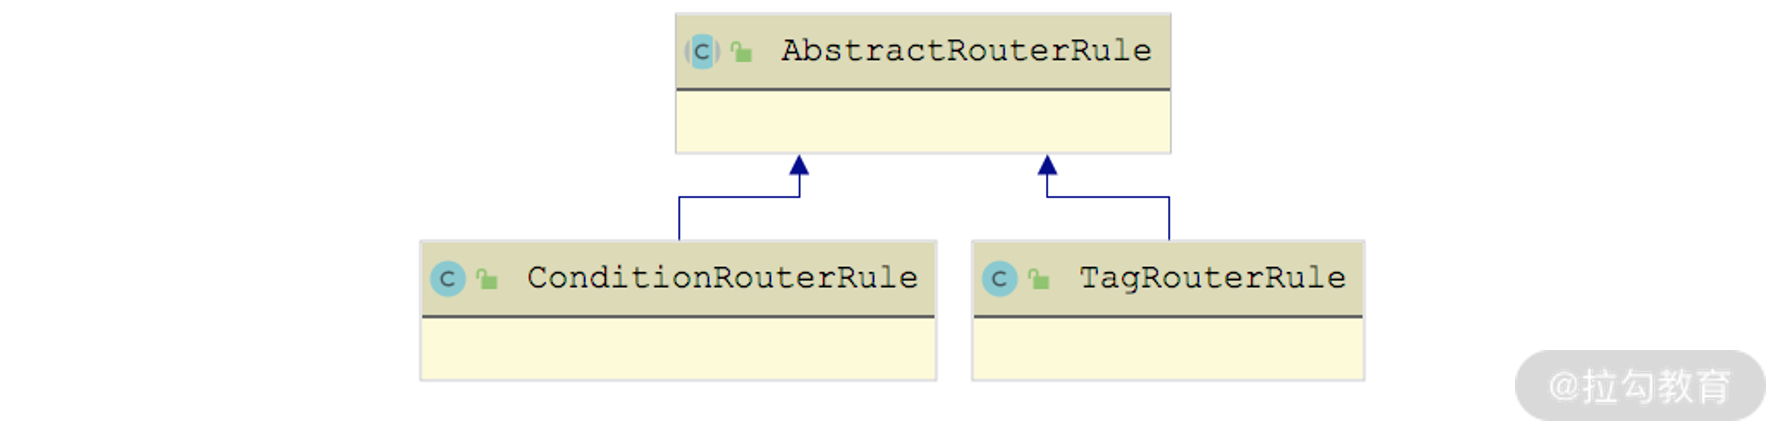 AbstractRouterRule
ConditionRouterRule
TagRouterRule
@拉勾教育